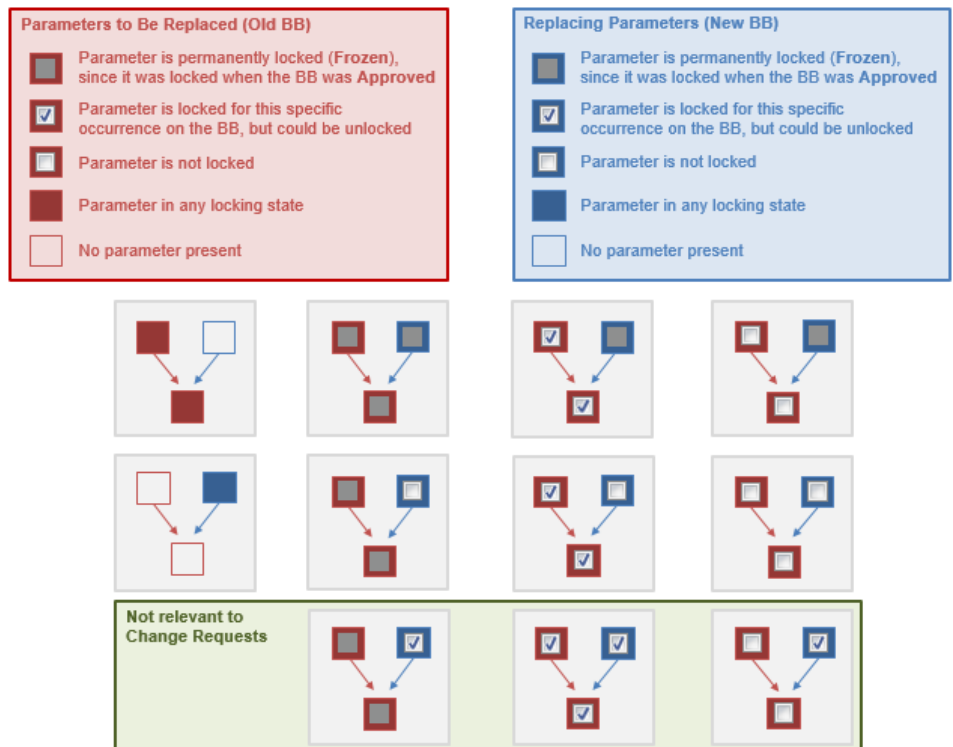 Parameters to Be Replaced (Old BB)
Parameter is permanently locked (Frozen),
since it was locked when the BB was Approved
Parameter is locked for this specific
occurrence on the BB, but could be unlocked
Parameter is not locked
Parameter in any locking state
No parameter present
Replacing Parameters (New BB)
Parameter is permanently locked (Frozen),
since it was locked when the BB was Approved
Parameter is locked for this specific
occurrence on the BB, but could be unlocked
Parameter is not locked
Parameter in any locking state
No parameter present
Not relevant to
Change Requests